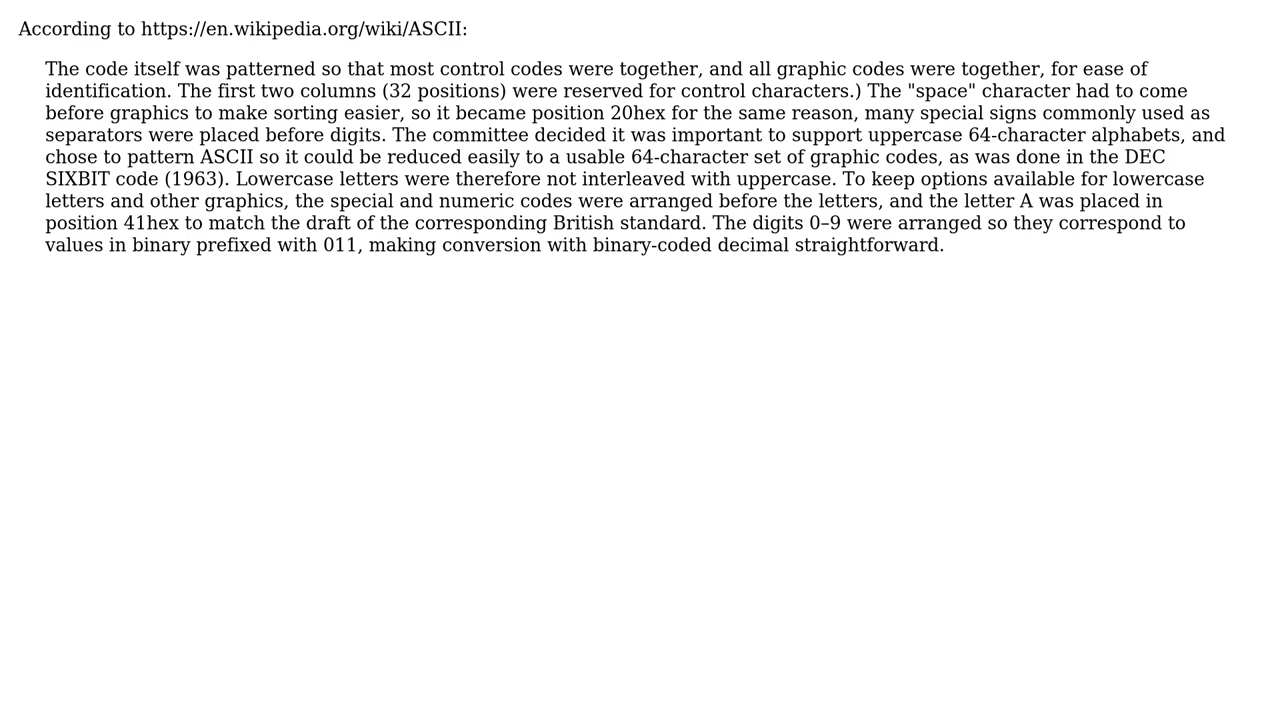 According to https://en.wikipedia.org/wiki/ASCII:
The code itself was patterned so that most control codes were together, and all graphic codes were together, for ease of
identification. The first two columns (32 positions) were reserved for control characters.) The "space" character had to come
before graphics to make sorting easier, so it became position 20hex for the same reason, many special signs commonly used as
separators were placed before digits. The committee decided it was important to support uppercase 64-character alphabets, and
chose to pattern ASCII so it could be reduced easily to a usable 64-character set of graphic codes, as was done in the DEC
SIXBIT code (1963). Lowercase letters were therefore not interleaved with uppercase. To keep options available for lowercase
letters and other graphics, the special and numeric codes were arranged before the letters, and the letter A was placed in
position 41hex to match the draft of the corresponding British standard. The digits 0–9 were arranged so they correspond to
values in binary prefixed with 011, making conversion with binary-coded decimal straightforward.